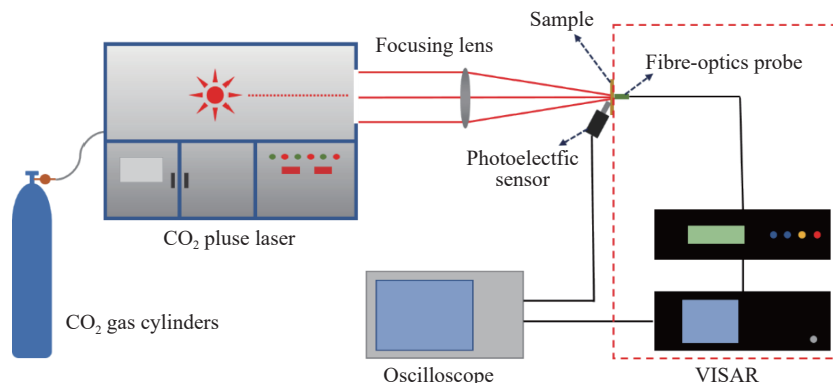 Sample
Focusing lens
Fibre-optics probe
Photoelectfic
sensor
CO₂ pluse laser
CO₂ gas cylinders
Oscilloscope
VISAR